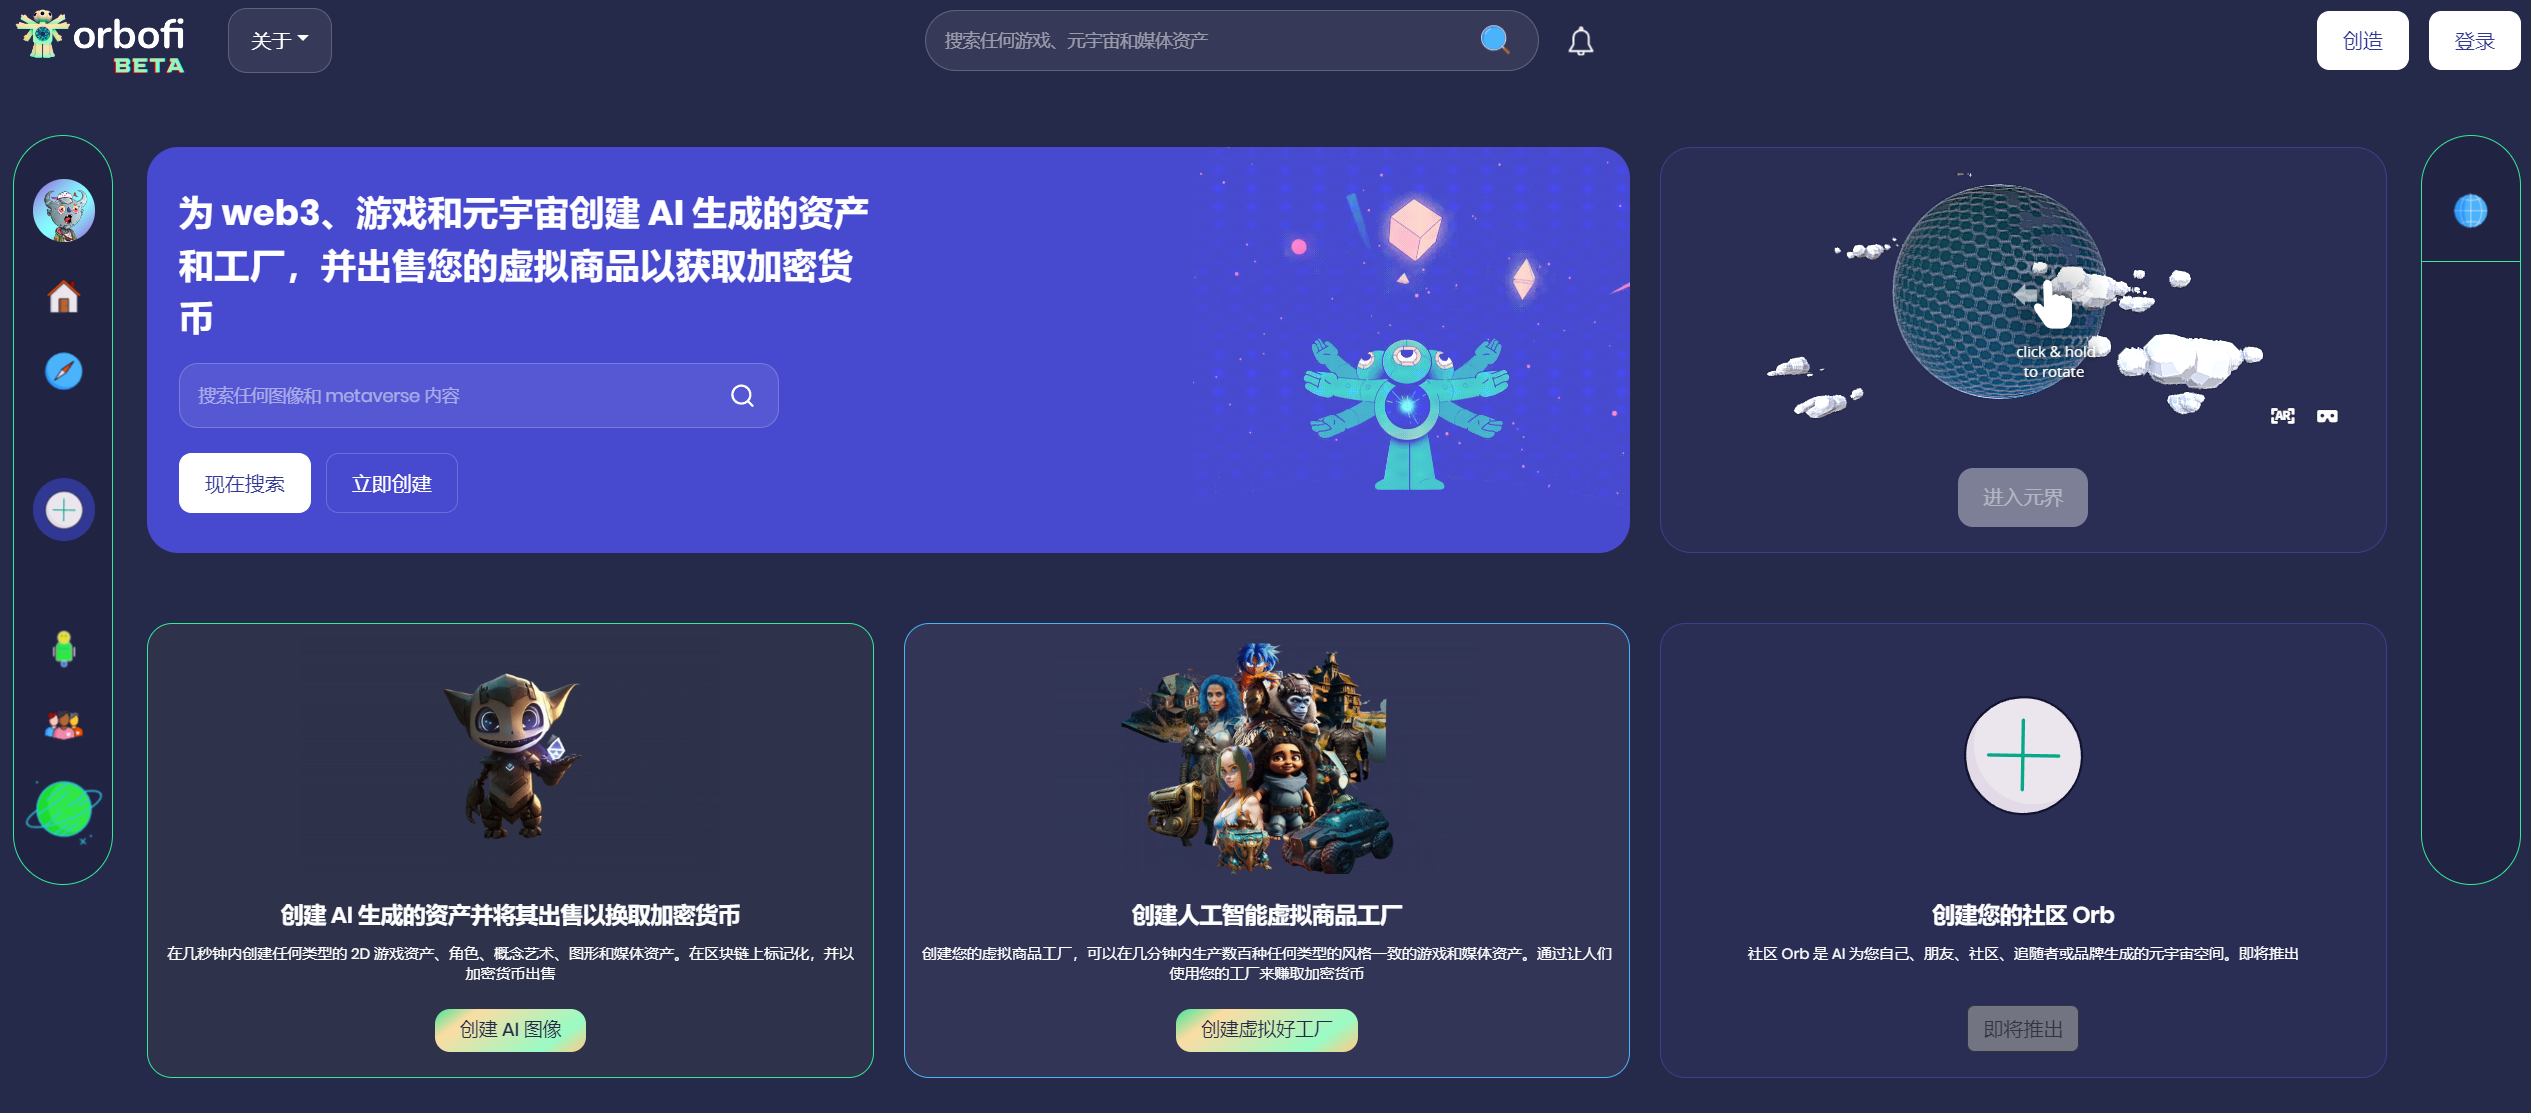 orbofi
BETA
关于
搜索任何游戏、元宇宙和媒体资产
创造
登录
为 web3、游戏和元宇宙创建 AI 生成的资产
和工厂，并出售您的虚拟商品以获取加密货
币
搜索任何图像和 metaverse 内容
现在搜索
立即创建
click & hold
to rotate
AR
进入元界
创建 AI 生成的资产并将其出售以换取加密货币
在几秒钟内创建任何类型的 2D 游戏资产、角色、概念艺术、图形和媒体资产。在区块链上标记化，并以
加密货币出售
创建 AI 图像
创建人工智能虚拟商品工厂
创建您的虚拟商品工厂，可以在几分钟内生产数百种任何类型的风格一致的游戏和媒体资产。通过让人们
使用您的工厂来赚取加密货币
创建虚拟好工厂
创建您的社区 Orb
社区 Orb 是 AI 为您自己、朋友、社区、追随者或品牌生成的元宇宙空间。即将推出
即将推出